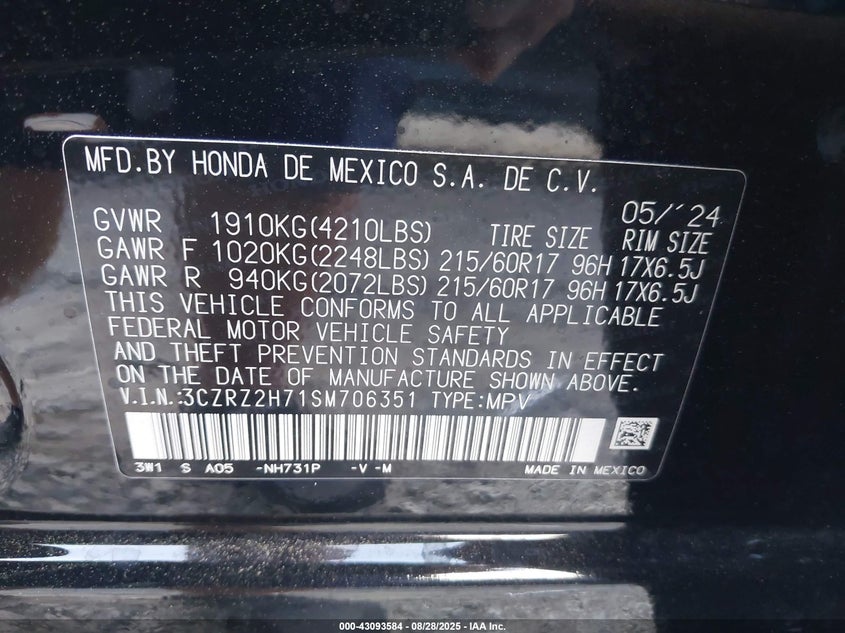 MFD.BY HONDA DE MEXICO S.A. DE C.V.
05/'24
GVWR 1910KG(4210LBS) TIRE SIZE RIM SIZE
GAWR F 1020KG(2248LBS) 215/60R17 96H 17X6.5J
GAWR R 940KG(2072LBS) 215/60R17 96H 17X6.5J
THIS VEHICLE CONFORMS TO ALL APPLICABLE
FEDERAL MOTOR VEHICLE SAFETY
AND THEFT PREVENTION STANDARDS IN EFFECT
ON THE DATE OF MANUFACTURE SHOWN ABOVE.
V.I.N.:3CZRZ2H71SM706351 TYPE:MPV
3W1 S A05 -NH731P -V -M MADE IN MEXICO
000-43093584 - 08/28/2025 - IAA Inc.